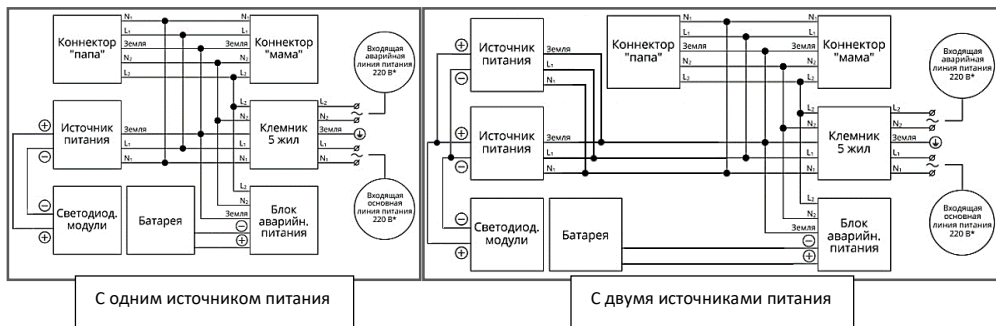 Коннектор
"папа"
N₁
L₁
Земля
N₂
L₂
N₁
L₁
Земля
N₂
L₂
Коннектор
"мама"
Входящая
аварийная
линия питания
220 В*
Источник
питания
Земля
L₁
N₁
L₂
N₂
Земля
L₁
N₁
Клемник
5 жил
L₂
N₂
Земля
L₁
N₁
Входящая
основная
линия питания
220 В*
Светодиод.
модули
Батарея
L₂
N₂
Земля
Блок
аварийн.
питания
С одним источником питания
Источник
питания
Земля
L₁
N₁
Коннектор
"папа"
N₁
L₁
Земля
N₂
L₂
N₁
L₁
Земля
N₂
L₂
Коннектор
"мама"
Входящая
аварийная
линия питания
220 В*
Источник
питания
Земля
L₁
N₁
L₂
N₂
Земля
L₁
N₁
Клемник
5 жил
L₂
N₂
Земля
L₁
N₁
Входящая
основная
линия питания
220 В*
Светодиод.
модули
Батарея
L₂
N₂
Земля
Блок
аварийн.
питания
С двумя источниками питания